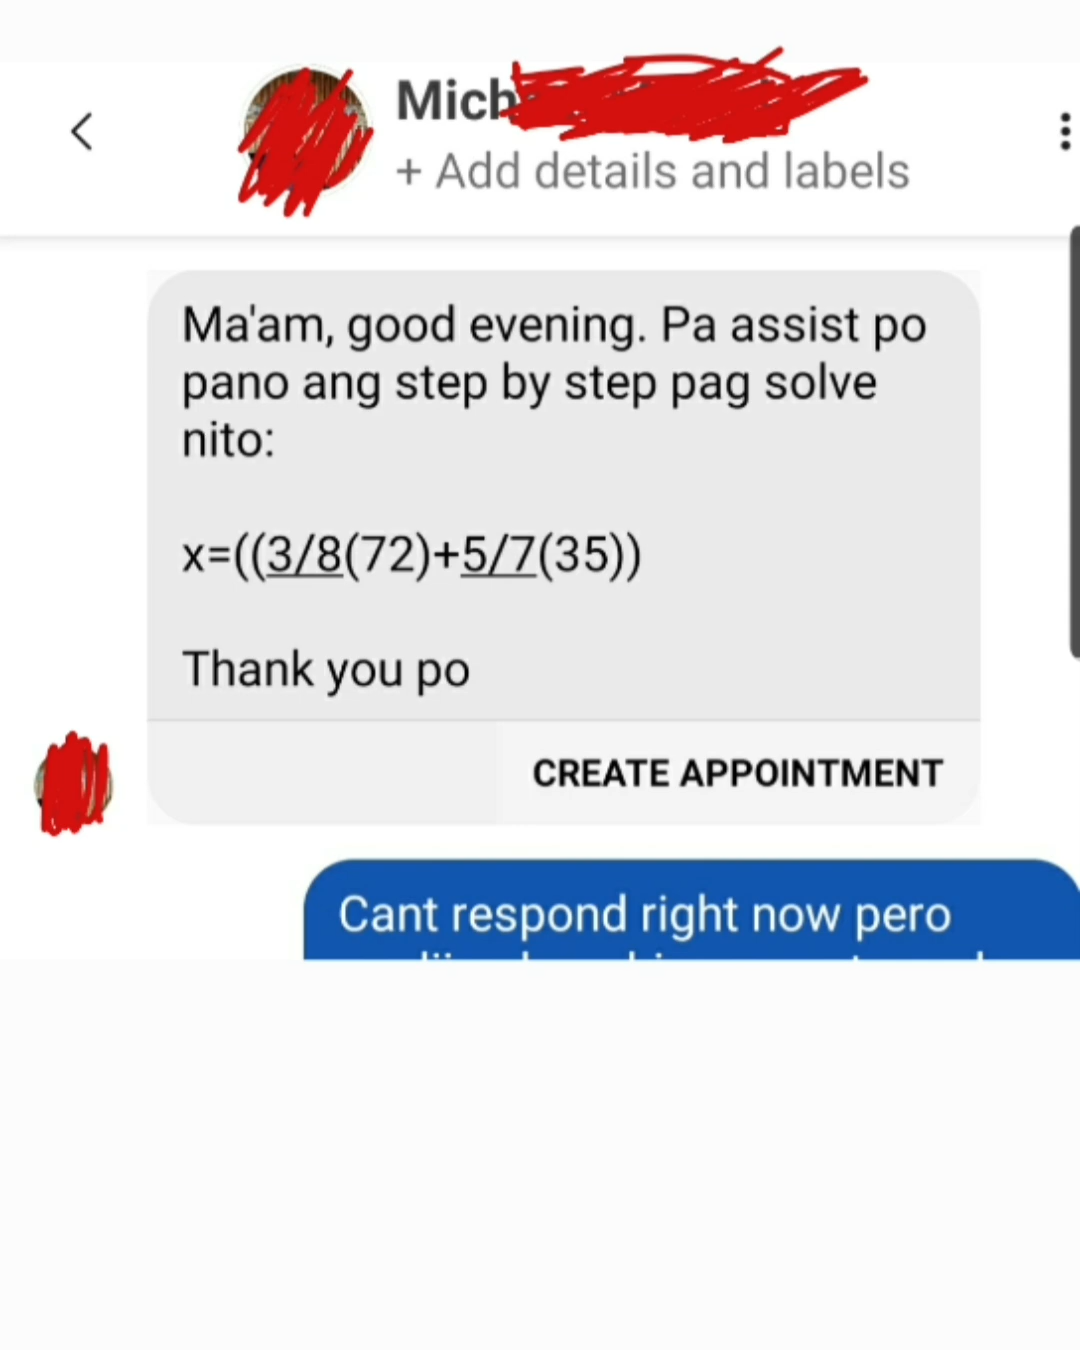 Mich
+ Add details and labels
Ma'am, good evening. Pa assist po
pano ang step by step pag solve
nito:
x=((3/8(72)+5/7(35))
Thank you po
CREATE APPOINTMENT
Cant respond right now pero